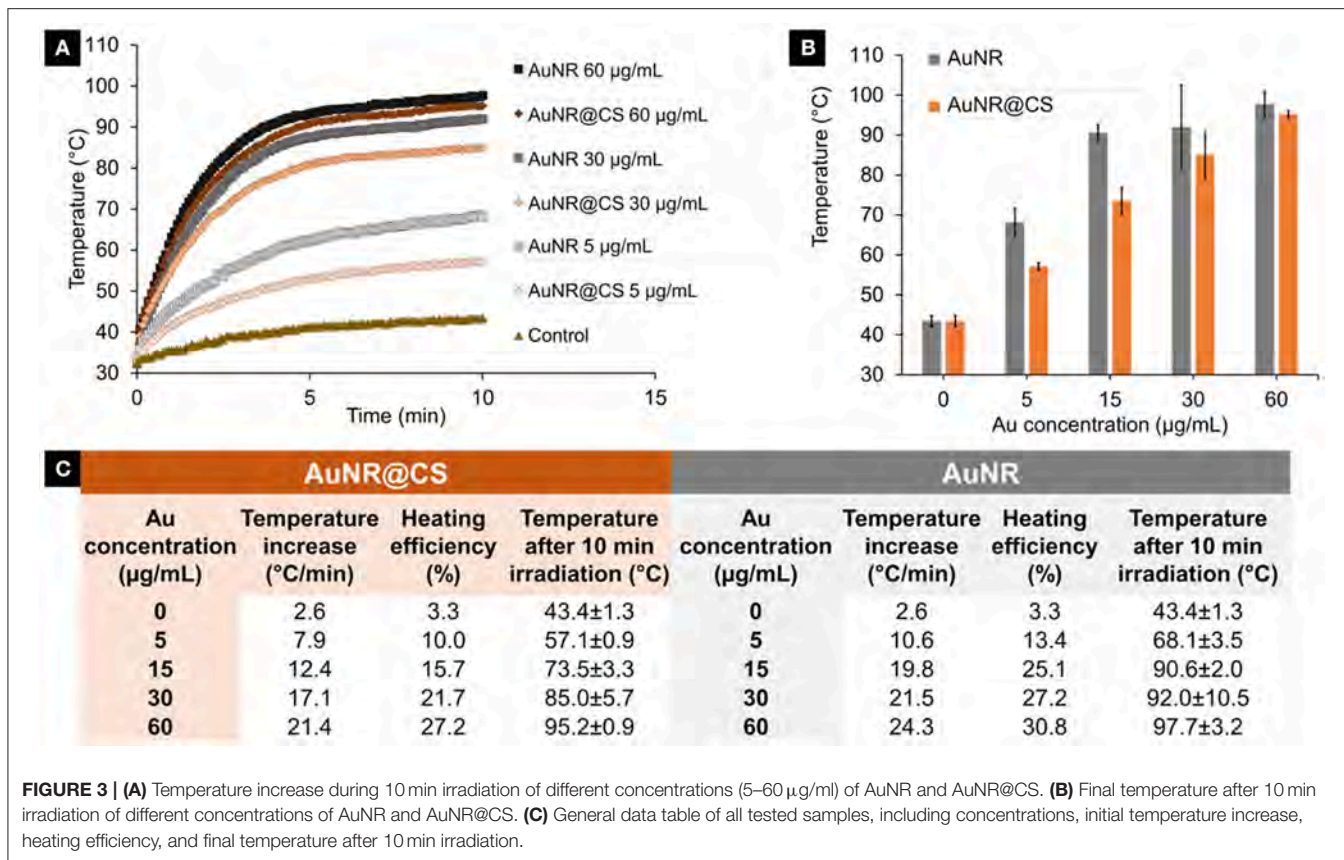 A
110
100
90
80
70
60
50
40
30
Temperature (°C)
0 5 10 15
Time (min)
AuNR 60 µg/mL
AuNR@CS 60 µg/mL
AuNR 30 µg/mL
AuNR@CS 30 µg/mL
AuNR 5 µg/mL
AuNR@CS 5 µg/mL
Control
B
110
100
90
80
70
60
50
40
30
Temperature (°C)
AuNR
AuNR@CS
0 5 15 30 60
Au concentration (µg/mL)
C
AuNR@CS AuNR
Au Temperature Heating Temperature Au Temperature Heating Temperature
concentration increase efficiency after 10 min concentration increase efficiency after 10 min
(µg/mL) (°C/min) (%) irradiation (°C) (µg/mL) (°C/min) (%) irradiation (°C)
0 2.6 3.3 43.4±1.3 0 2.6 3.3 43.4±1.3
5 7.9 10.0 57.1±0.9 5 10.6 13.4 68.1±3.5
15 12.4 15.7 73.5±3.3 15 19.8 25.1 90.6±2.0
30 17.1 21.7 85.0±5.7 30 21.5 27.2 92.0±10.5
60 21.4 27.2 95.2±0.9 60 24.3 30.8 97.7±3.2
FIGURE 3 | (A) Temperature increase during 10 min irradiation of different concentrations (5–60 µg/ml) of AuNR and AuNR@CS. (B) Final temperature after 10 min
irradiation of different concentrations of AuNR and AuNR@CS. (C) General data table of all tested samples, including concentrations, initial temperature increase,
heating efficiency, and final temperature after 10 min irradiation.